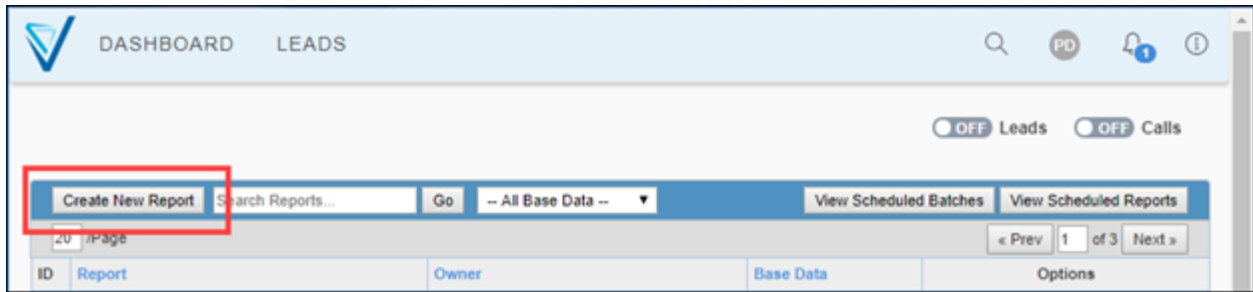 DASHBOARD LEADS PD 1
OFF Leads OFF Calls
Create New Report Search Reports... Go -- All Base Data -- View Scheduled Batches View Scheduled Reports
20 /Page « Prev 1 of 3 Next »
ID Report Owner Base Data Options